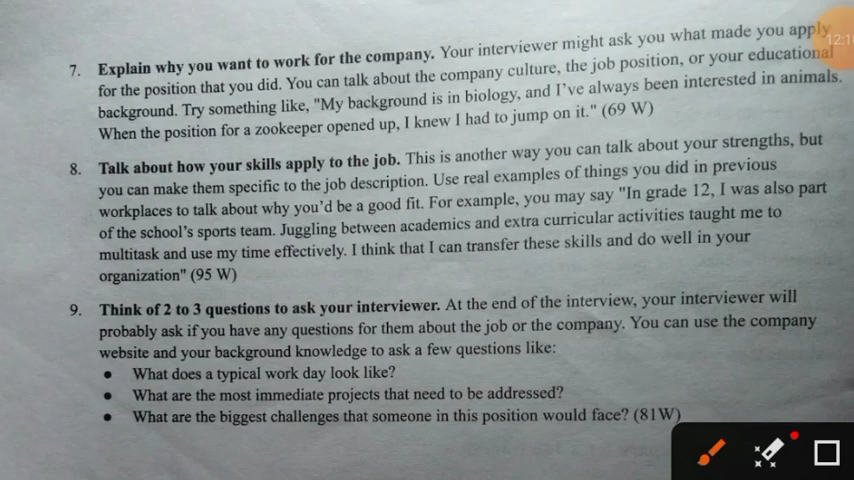 7. Explain why you want to work for the company. Your interviewer might ask you what made you apply
for the position that you did. You can talk about the company culture, the job position, or your educational
background. Try something like, "My background is in biology, and I've always been interested in animals.
When the position for a zookeeper opened up, I knew I had to jump on it." (69 W)
8. Talk about how your skills apply to the job. This is another way you can talk about your strengths, but
you can make them specific to the job description. Use real examples of things you did in previous
workplaces to talk about why you'd be a good fit. For example, you may say "In grade 12, I was also part
of the school's sports team. Juggling between academics and extra curricular activities taught me to
multitask and use my time effectively. I think that I can transfer these skills and do well in your
organization" (95 W)
9. Think of 2 to 3 questions to ask your interviewer. At the end of the interview, your interviewer will
probably ask if you have any questions for them about the job or the company. You can use the company
website and your background knowledge to ask a few questions like:
● What does a typical work day look like?
● What are the most immediate projects that need to be addressed?
● What are the biggest challenges that someone in this position would face? (81W)